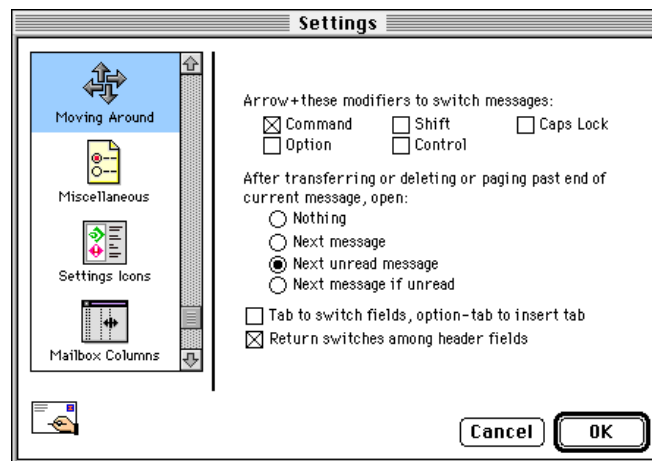 Settings
Moving Around
Miscellaneous
Settings Icons
Mailbox Columns
Arrow+these modifiers to switch messages:
Command Shift Caps Lock
Option Control
After transferring or deleting or paging past end of
current message, open:
Nothing
Next message
Next unread message
Next message if unread
Tab to switch fields, option-tab to insert tab
Return switches among header fields
Cancel OK